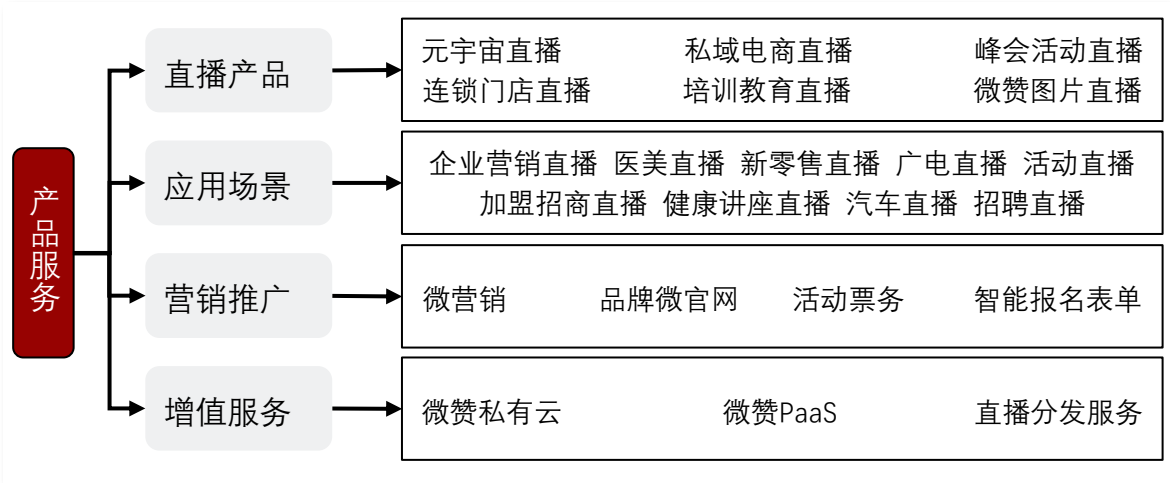 产品服务
直播产品
元宇宙直播 私域电商直播 峰会活动直播
连锁门店直播 培训教育直播 微赞图片直播
应用场景
企业营销直播 医美直播 新零售直播 广电直播 活动直播
加盟招商直播 健康讲座直播 汽车直播 招聘直播
营销推广
微营销 品牌微官网 活动票务 智能报名表单
增值服务
微赞私有云 微赞PaaS 直播分发服务